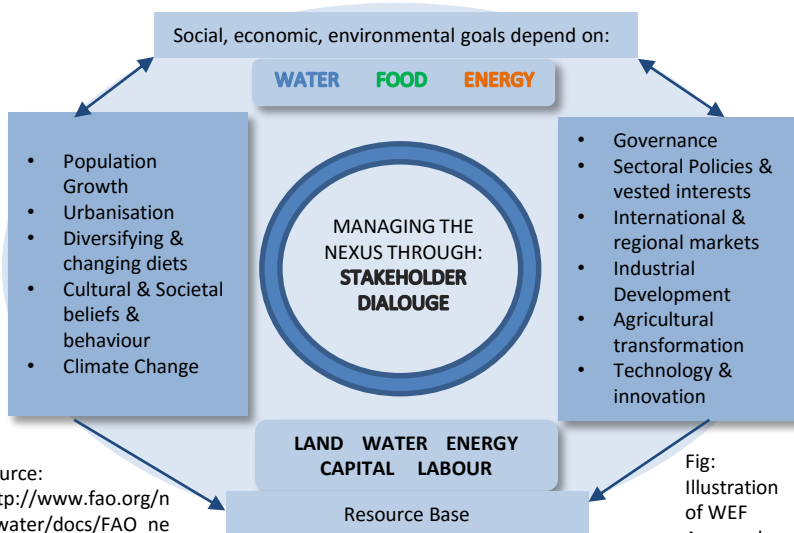 Social, economic, environmental goals depend on:
WATER FOOD ENERGY
• Population
Growth
• Urbanisation
• Diversifying &
changing diets
• Cultural & Societal
beliefs &
behaviour
• Climate Change
MANAGING THE
NEXUS THROUGH:
STAKEHOLDER
DIALOUGE
• Governance
• Sectoral Policies &
vested interests
• International &
regional markets
• Industrial
Development
• Agricultural
transformation
• Technology &
innovation
LAND WATER ENERGY
CAPITAL LABOUR
Resource Base
urce:
tp://www.fao.org/n
water/docs/FAO_ne
Fig:
Illustration
of WEF